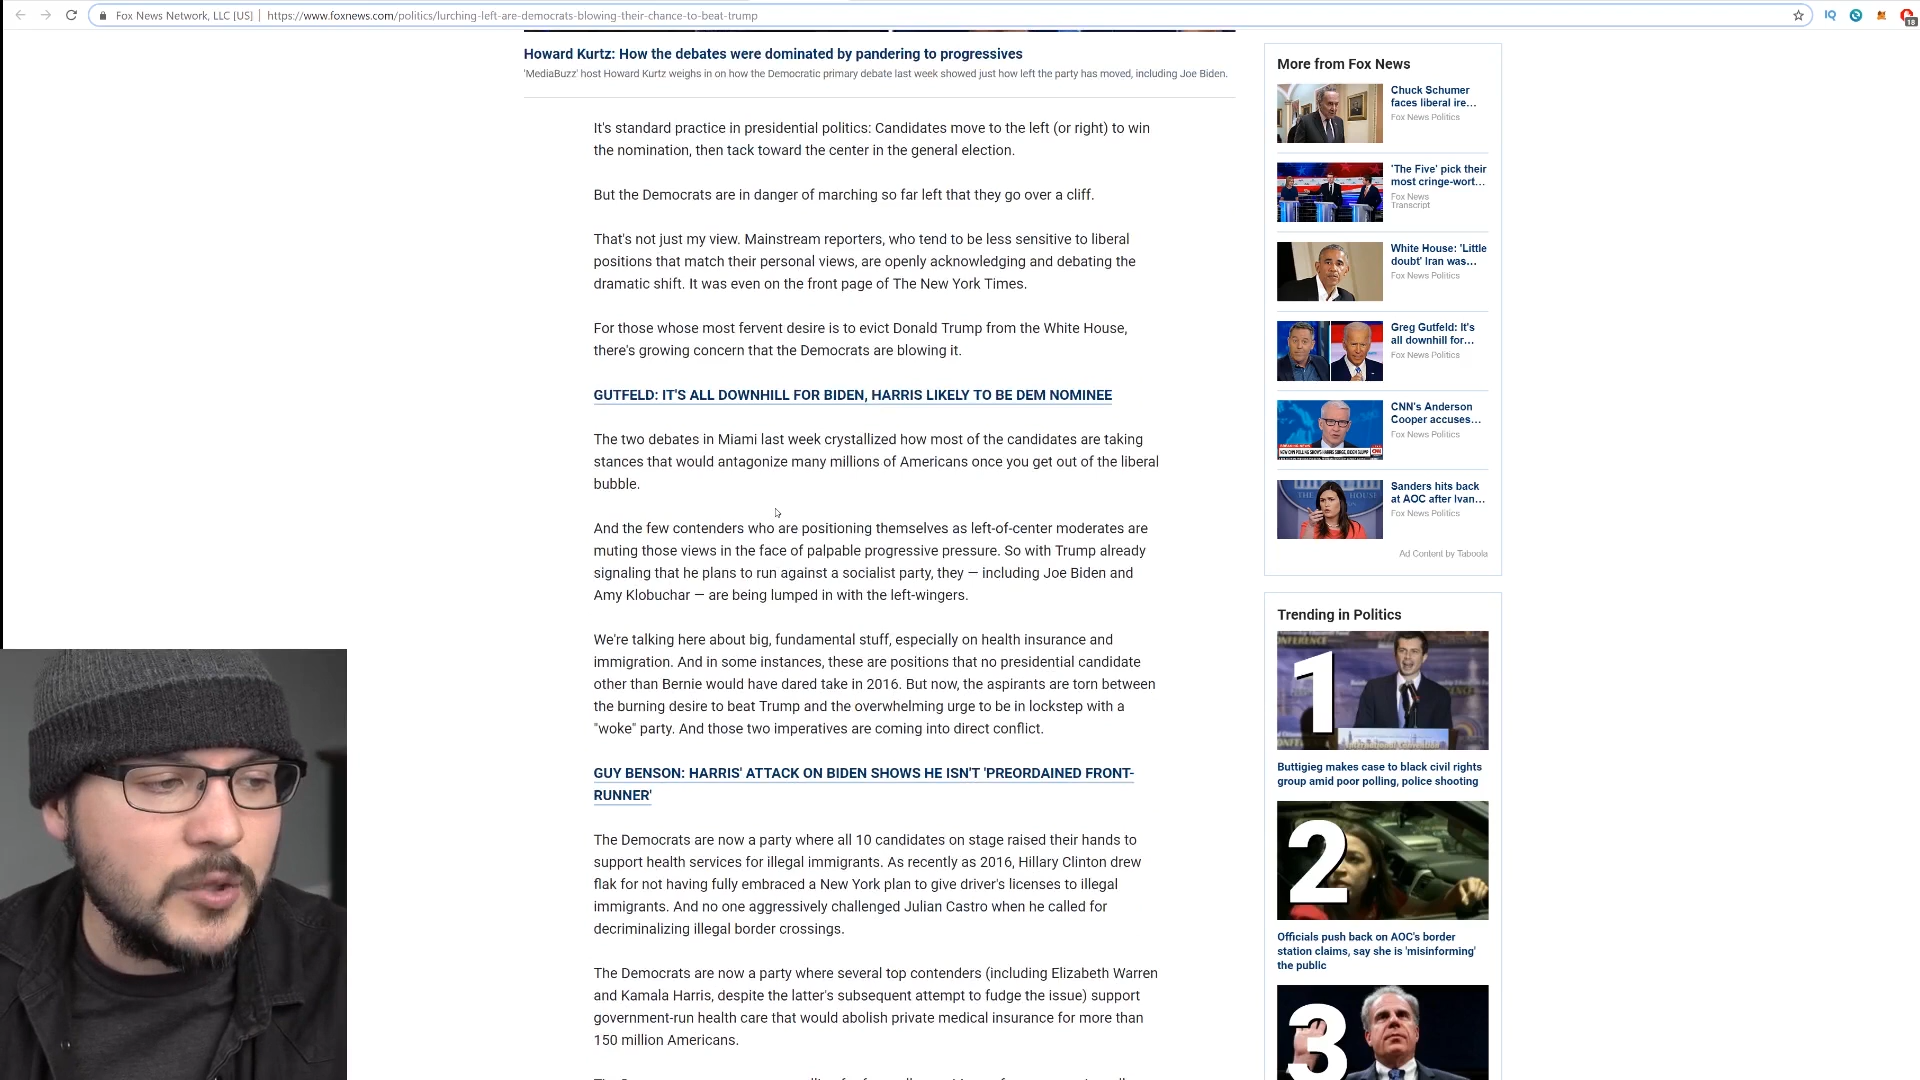 Fox News Network, LLC [US] | https://www.foxnews.com/politics/lurching-left-are-democrats-blowing-their-chance-to-beat-trump
18
Howard Kurtz: How the debates were dominated by pandering to progressives
'MediaBuzz' host Howard Kurtz weighs in on how the Democratic primary debate last week showed just how left the party has moved, including Joe Biden.
It's standard practice in presidential politics: Candidates move to the left (or right) to win
the nomination, then tack toward the center in the general election.
But the Democrats are in danger of marching so far left that they go over a cliff.
That's not just my view. Mainstream reporters, who tend to be less sensitive to liberal
positions that match their personal views, are openly acknowledging and debating the
dramatic shift. It was even on the front page of The New York Times.
For those whose most fervent desire is to evict Donald Trump from the White House,
there's growing concern that the Democrats are blowing it.
GUTFELD: IT'S ALL DOWNHILL FOR BIDEN, HARRIS LIKELY TO BE DEM NOMINEE
The two debates in Miami last week crystallized how most of the candidates are taking
stances that would antagonize many millions of Americans once you get out of the liberal
bubble.
And the few contenders who are positioning themselves as left-of-center moderates are
muting those views in the face of palpable progressive pressure. So with Trump already
signaling that he plans to run against a socialist party, they — including Joe Biden and
Amy Klobuchar — are being lumped in with the left-wingers.
We're talking here about big, fundamental stuff, especially on health insurance and
immigration. And in some instances, these are positions that no presidential candidate
other than Bernie would have dared take in 2016. But now, the aspirants are torn between
the burning desire to beat Trump and the overwhelming urge to be in lockstep with a
"woke" party. And those two imperatives are coming into direct conflict.
GUY BENSON: HARRIS' ATTACK ON BIDEN SHOWS HE ISN'T 'PREORDAINED FRONT-
RUNNER'
The Democrats are now a party where all 10 candidates on stage raised their hands to
support health services for illegal immigrants. As recently as 2016, Hillary Clinton drew
flak for not having fully embraced a New York plan to give driver's licenses to illegal
immigrants. And no one aggressively challenged Julian Castro when he called for
decriminalizing illegal border crossings.
The Democrats are now a party where several top contenders (including Elizabeth Warren
and Kamala Harris, despite the latter's subsequent attempt to fudge the issue) support
government-run health care that would abolish private medical insurance for more than
150 million Americans.
More from Fox News
Chuck Schumer
faces liberal ire...
Fox News Politics
'The Five' pick their
most cringe-wort...
Fox News
Transcript
White House: 'Little
doubt' Iran was...
Fox News Politics
Greg Gutfeld: It's
all downhill for...
Fox News Politics
CNN's Anderson
Cooper accuses...
Fox News Politics
CNN
Sanders hits back
at AOC after Ivan...
Fox News Politics
THE HOUSE
Ad Content by Taboola
Trending in Politics
1
International Convention
Buttigieg makes case to black civil rights
group amid poor polling, police shooting
2
Officials push back on AOC's border
station claims, say she is 'misinforming'
the public
3